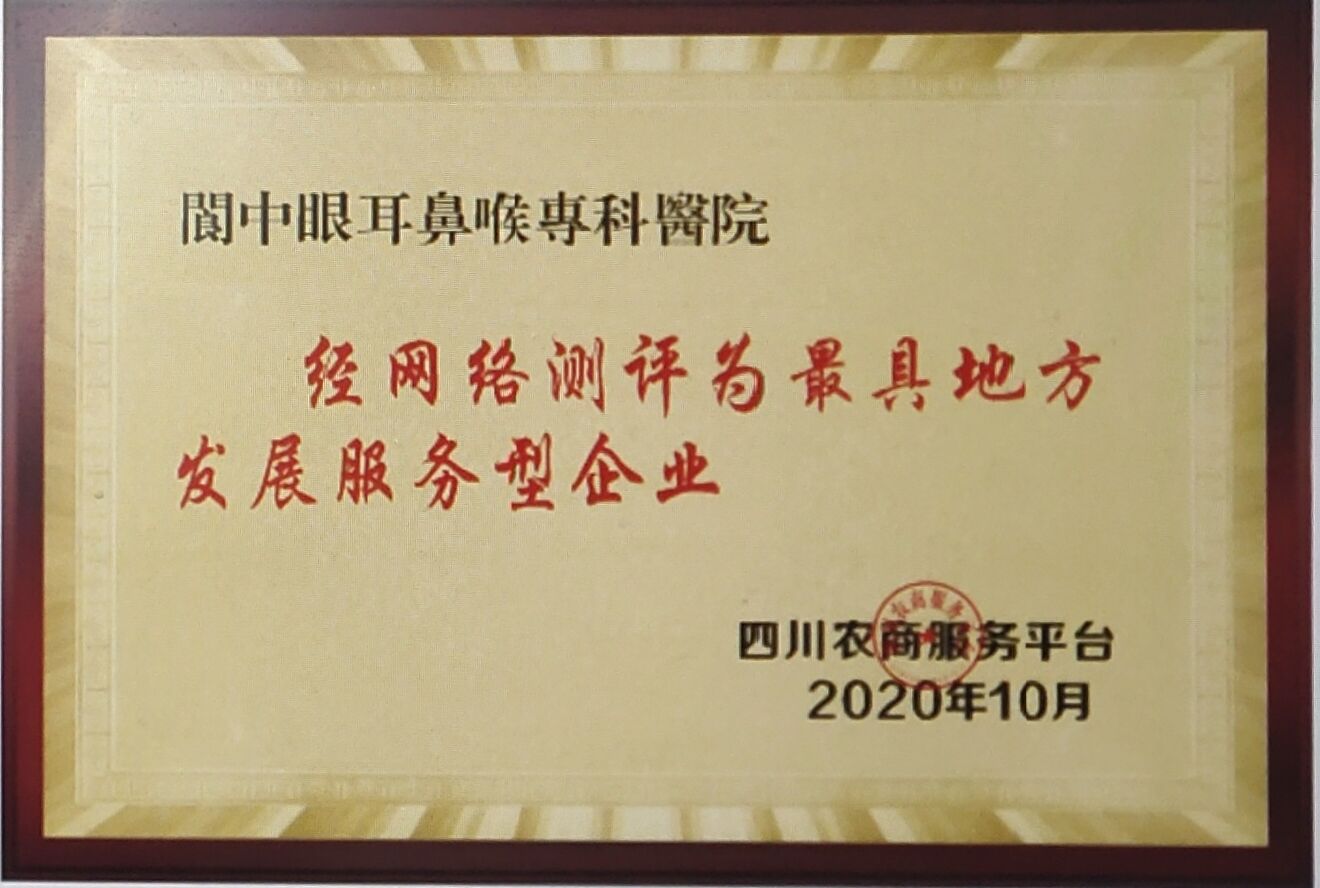 閬中眼耳鼻喉專科醫院
经网络测评为最具地方
发展服务型企业
四川农商服务平台
2020年10月